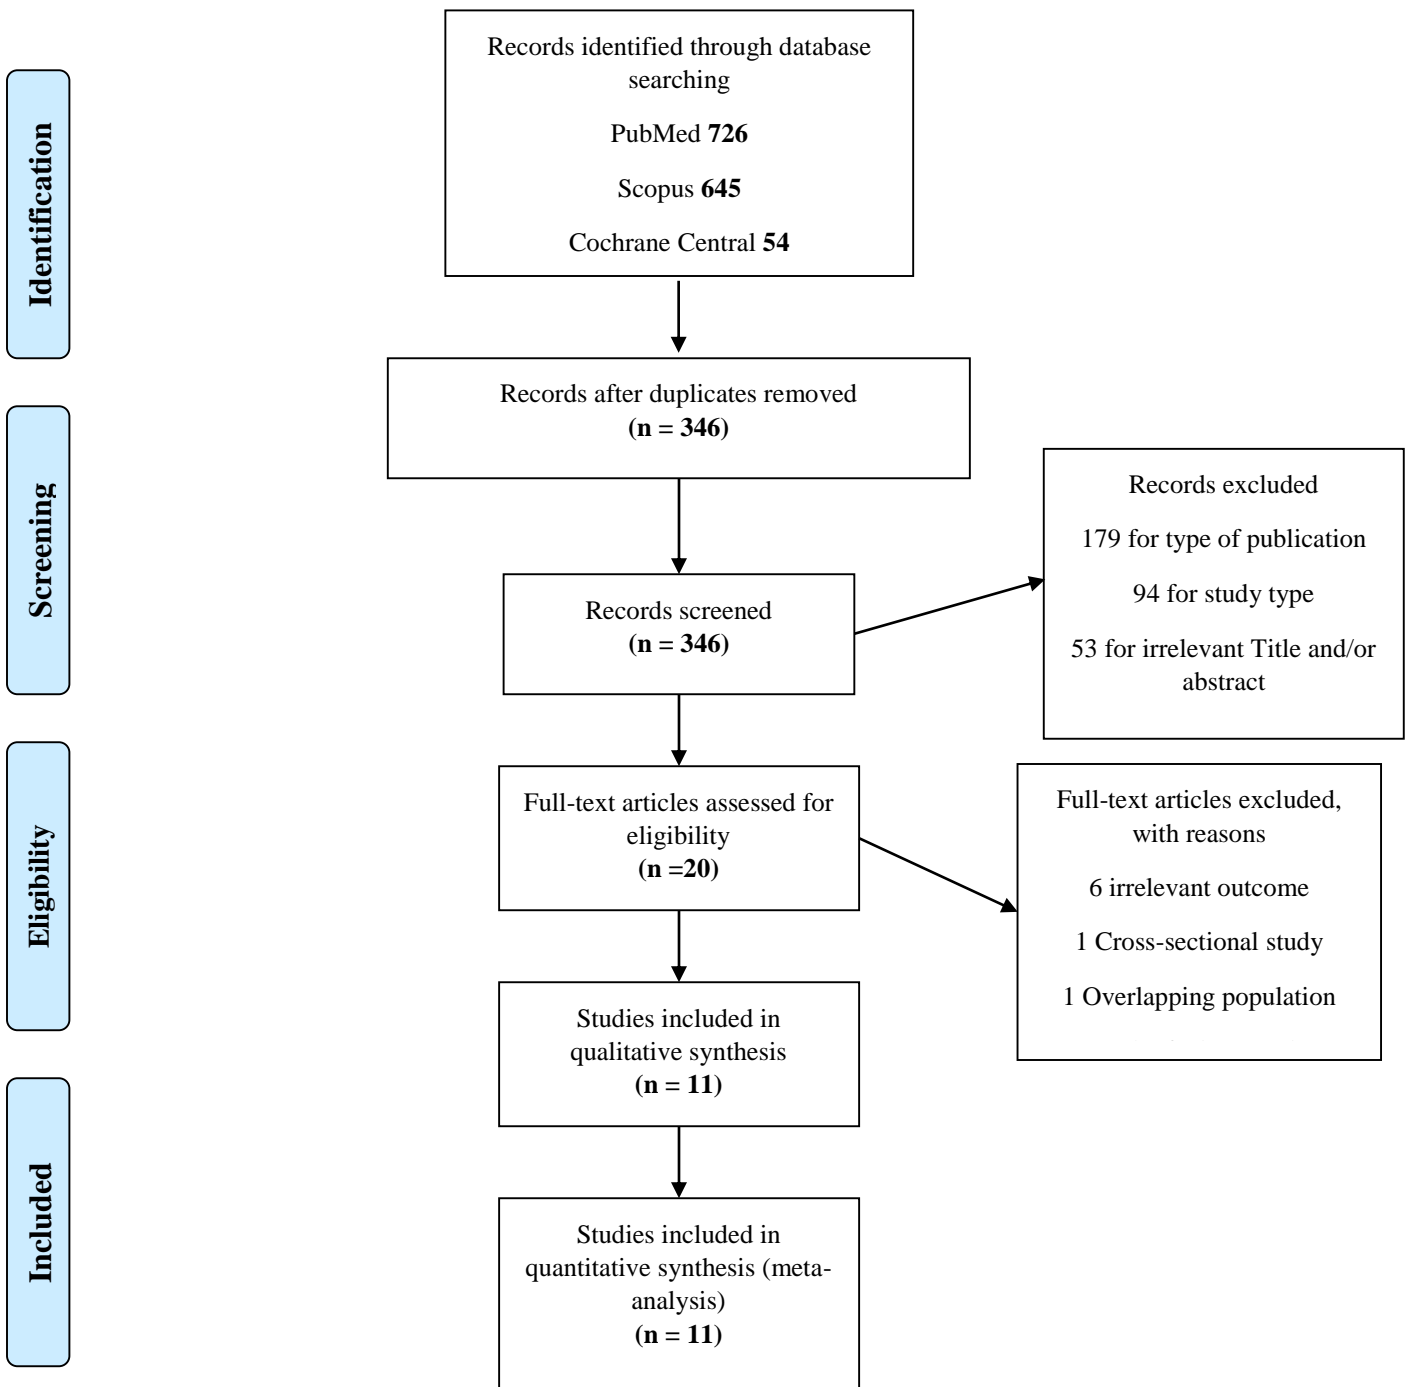 Identification
Records identified through database
searching
PubMed 726
Scopus 645
Cochrane Central 54
Records after duplicates removed
(n = 346)
Screening
Records screened
(n = 346)
Records excluded
179 for type of publication
94 for study type
53 for irrelevant Title and/or
abstract
Eligibility
Full-text articles assessed for
eligibility
(n =20)
Full-text articles excluded,
with reasons
6 irrelevant outcome
1 Cross-sectional study
1 Overlapping population
Studies included in
qualitative synthesis
(n = 11)
Included
Studies included in
quantitative synthesis (meta-
analysis)
(n = 11)